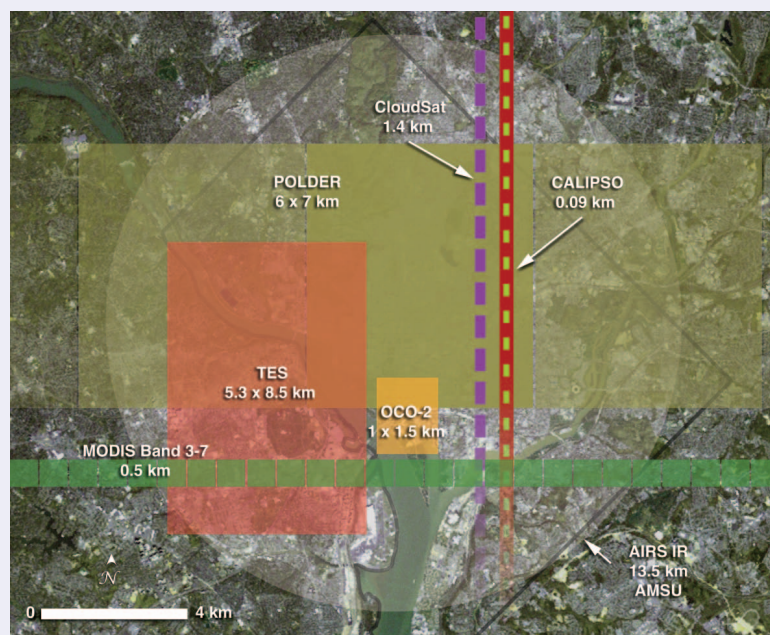 CloudSat
1.4 km
POLDER
6 x 7 km
CALIPSO
0.09 km
TES
5.3 x 8.5 km
OCO-2
1 x 1.5 km
MODIS Band 3-7
0.5 km
AIRS IR
13.5 km
AMSU
N
0 4 km